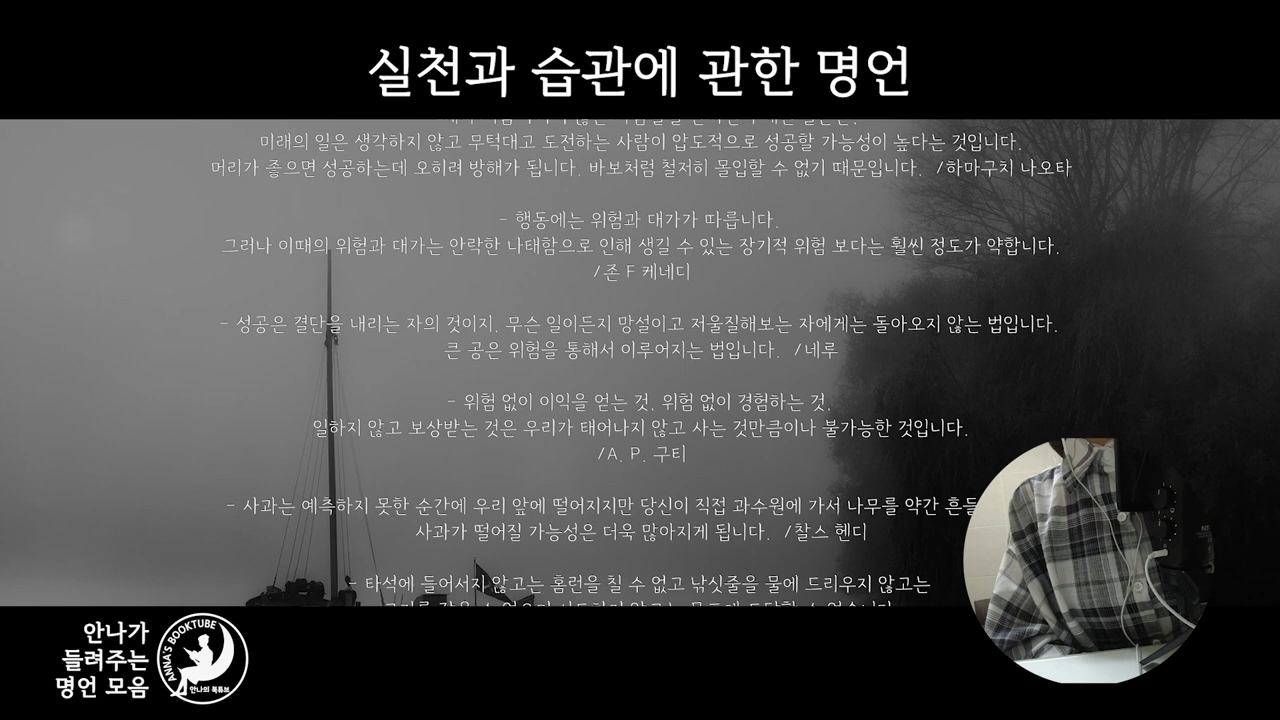 실천과 습관에 관한 명언
미래의 일은 생각하지 않고 무턱대고 도전하는 사람이 압도적으로 성공할 가능성이 높다는 것입니다.
머리가 좋으면 성공하는데 오히려 방해가 됩니다. 바보처럼 철저히 몰입할 수 없기 때문입니다. /하마구치 나오타
- 행동에는 위험과 대가가 따릅니다.
그러나 이때의 위험과 대가는 안락한 나태함으로 인해 생길 수 있는 장기적 위험 보다는 훨씬 정도가 약합니다.
/존 F 케네디
- 성공은 결단을 내리는 자의 것이지, 무슨 일이든지 망설이고 저울질해보는 자에게는 돌아오지 않는 법입니다.
큰 공은 위험을 통해서 이루어지는 법입니다. /네루
- 위험 없이 이익을 얻는 것, 위험 없이 경험하는 것,
일하지 않고 보상받는 것은 우리가 태어나지 않고 사는 것만큼이나 불가능한 것입니다.
/A. P. 구티
- 사과는 예측하지 못한 순간에 우리 앞에 떨어지지만 당신이 직접 과수원에 가서 나무를 약간 흔들
사과가 떨어질 가능성은 더욱 많아지게 됩니다. /찰스 헨디
- 타석에 들어서지 않고는 홈런을 칠 수 없고 낚싯줄을 물에 드리우지 않고는
안나가
들려주는
명언 모음
ANNA'S BOOKTUBE
안나의 북튜브